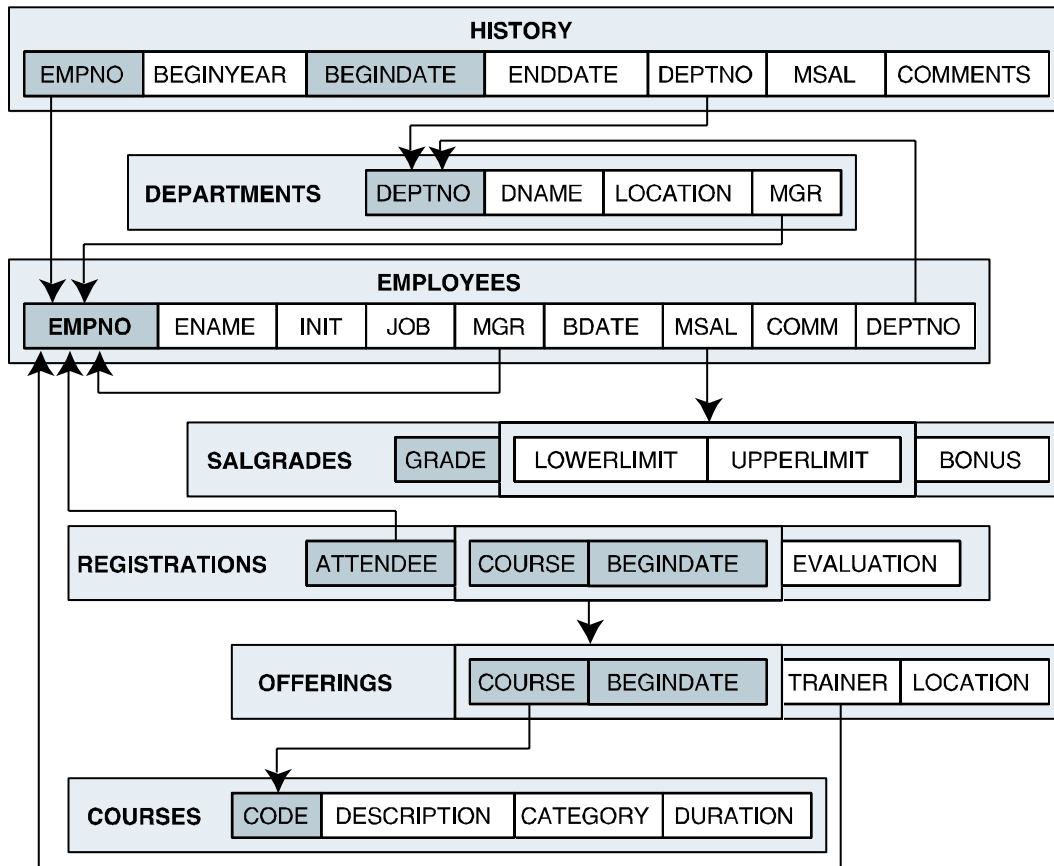 HISTORY
EMPNO BEGINYEAR BEGINDATE ENDDATE DEPTNO MSAL COMMENTS
DEPARTMENTS DEPTNO DNAME LOCATION MGR
EMPLOYEES
EMPNO ENAME INIT JOB MGR BDATE MSAL COMM DEPTNO
SALGRADES GRADE LOWERLIMIT UPPERLIMIT BONUS
REGISTRATIONS ATTENDEE COURSE BEGINDATE EVALUATION
OFFERINGS COURSE BEGINDATE TRAINER LOCATION
COURSES CODE DESCRIPTION CATEGORY DURATION